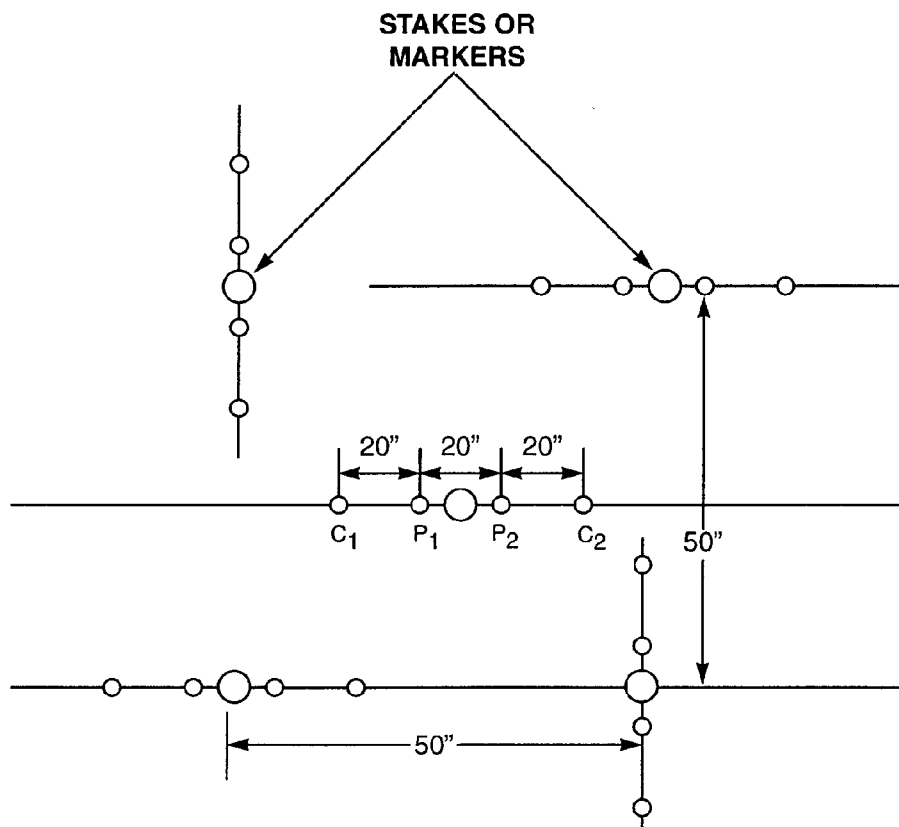 STAKES OR
MARKERS
20” 20” 20”
C1 P1 P2 C2
50”
50”